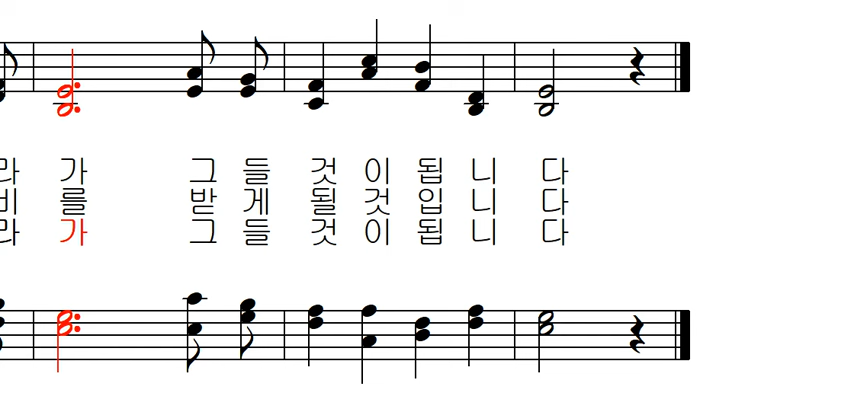 라 가 그 들 것 이 됩 니 다
비 를 받 게 될 것 입 니 다
라 가 그 들 것 이 됩 니 다